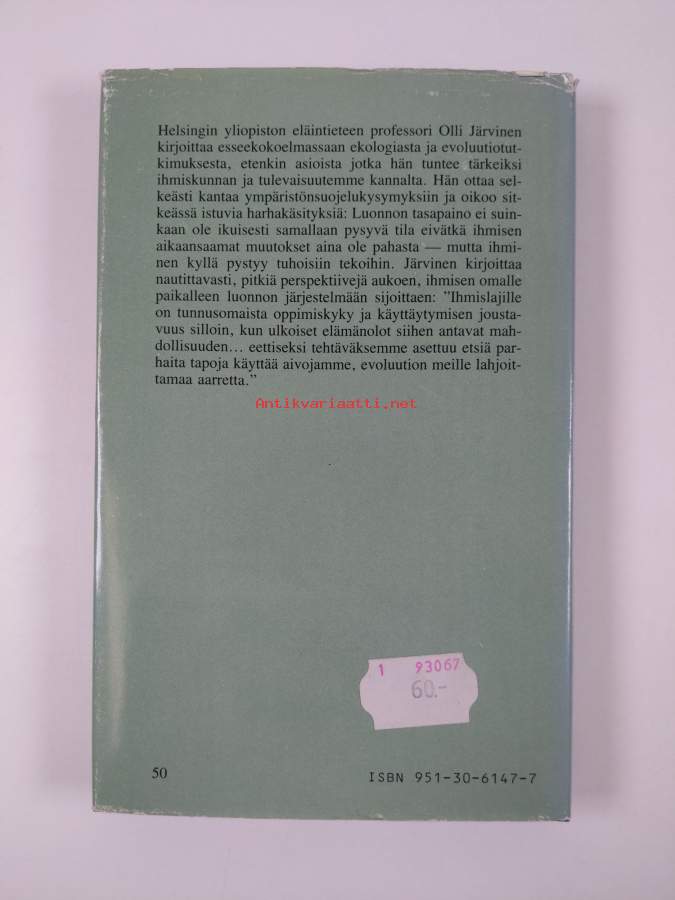 Helsingin yliopiston eläintieteen professori Olli Järvinen
kirjoittaa esseekokoelmassaan ekologiasta ja evoluutiotut-
kimuksesta, etenkin asioista jotka hän tuntee tärkeiksi
ihmiskunnan ja tulevaisuutemme kannalta. Hän ottaa sel-
keästi kantaa ympäristönsuojelukysymyksiin ja oikoo sit-
keässä istuvia harhakäsityksiä: Luonnon tasapaino ei suin-
kaan ole ikuisesti samallaan pysyvä tila eivätkä ihmisen
aikaansaamat muutokset aina ole pahasta — mutta ihmi-
nen kyllä pystyy tuhoisiin tekoihin. Järvinen kirjoittaa
nautittavasti, pitkiä perspektiivejä aukoen, ihmisen omalle
paikalleen luonnon järjestelmään sijoittaen: ”Ihmislajille
on tunnusomaista oppimiskyky ja käyttäytymisen jousta-
vuus silloin, kun ulkoiset elämänolot siihen antavat mah-
dollisuuden... eettiseksi tehtäväksemme asettuu etsiä par-
haita tapoja käyttää aivojamme, evoluution meille lahjoit-
tamaa aarretta.”
Antikvariaatti.net
1 93067
60.-
50
ISBN 951-30-6147-7